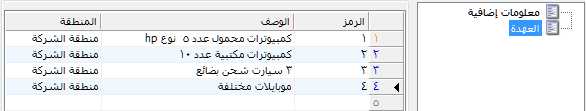 معلومات إضافية
العهدة
الرمز الوصف المنطقة
١ ١ كمبيوترات محمول عدد ٥ نوع hp منطقة الشركة
٢ ٢ كمبيوترات مكتبية عدد ١٠ منطقة الشركة
٣ ٣ ٣ سيارت شحن بضائع منطقة الشركة
٤ ٤ موبايلات مختلفة منطقة الشركة
٥